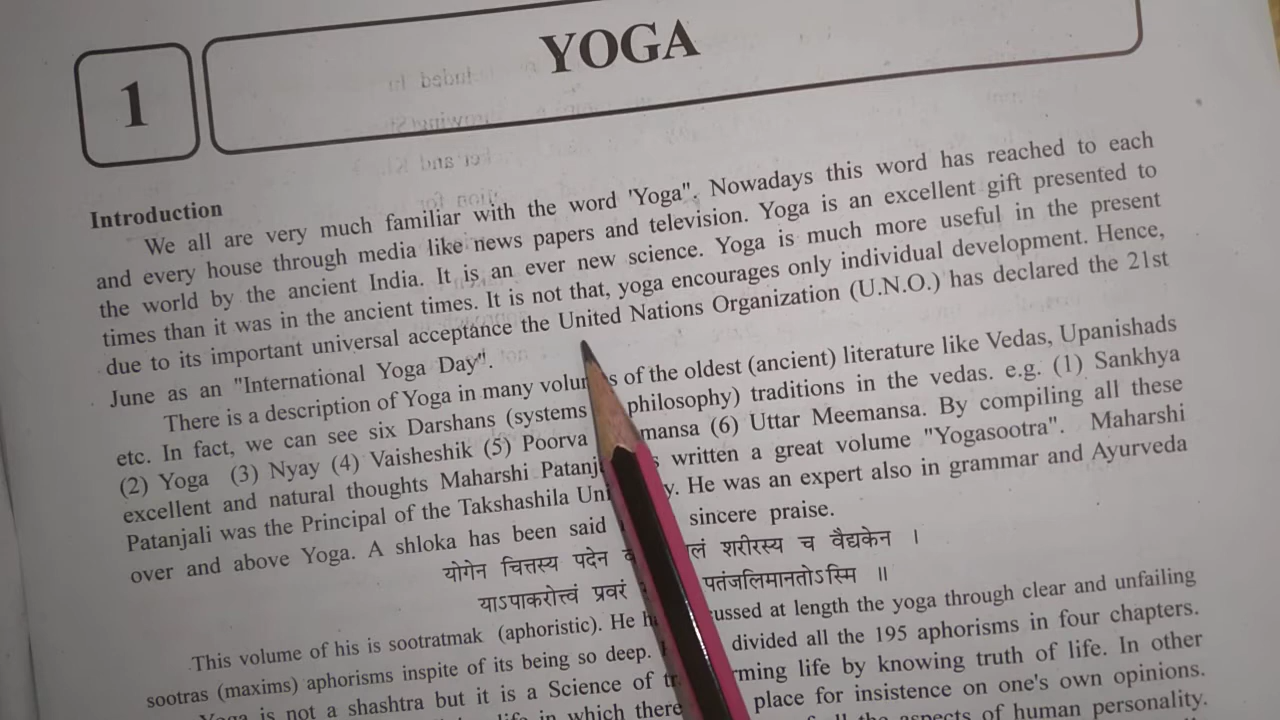 1
YOGA
Introduction
We all are very much familiar with the word 'Yoga". Nowadays this word has reached to each
and every house through media like news papers and television. Yoga is an excellent gift presented to
the world by the ancient India. It is an ever new science. Yoga is much more useful in the present
times than it was in the ancient times. It is not that, yoga encourages only individual development. Hence,
due to its important universal acceptance the United Nations Organization (U.N.O.) has declared the 21st
June as an "International Yoga Day".
There is a description of Yoga in many of the oldest (ancient) literature like Vedas, Upanishads
etc. In fact, we can see six Darshans (systems philosophy) traditions in the vedas. e.g. (1) Sankhya
(2) Yoga (3) Nyay (4) Vaisheshik (5) Poorva (6) Uttar Meemansa. By compiling all these
excellent and natural thoughts Maharshi written a great volume "Yogasootra". Maharshi
Patanjali was the Principal of the Takshashila He was an expert also in grammar and Ayurveda
over and above Yoga. A shloka has been said sincere praise.
योगेन चित्तस्य पदेन शरीरस्य च वैद्यकेन ।
याऽपाकरोत्त्वं प्रवरं पतंजलिमानतोऽस्मि ॥
This volume of his is sootratmak (aphoristic). He at length the yoga through clear and unfailing
sootras (maxims) aphorisms inspite of its being so deep. divided all the 195 aphorisms in four chapters.
Yoga is not a shashtra but it is a Science of life by knowing truth of life. In other
life in which there place for insistence on one's own opinions.
all the aspects of human personality.